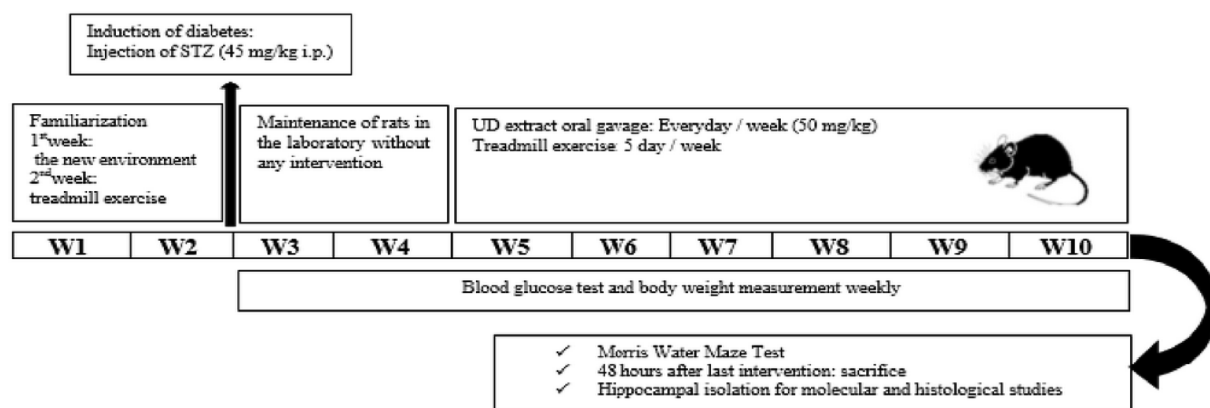 Induction of diabetes:
Injection of STZ (45 mg/kg i.p.)
Familiarization
1st week:
the new environment
2nd week:
treadmill exercise
Maintenance of rats in
the laboratory without
any intervention
UD extract oral gavage: Everyday / week (50 mg/kg)
Treadmill exercise: 5 day / week
W1 W2 W3 W4 W5 W6 W7 W8 W9 W10
Blood glucose test and body weight measurement weekly
✓ Morris Water Maze Test
✓ 48 hours after last intervention: sacrifice
✓ Hippocampal isolation for molecular and histological studies